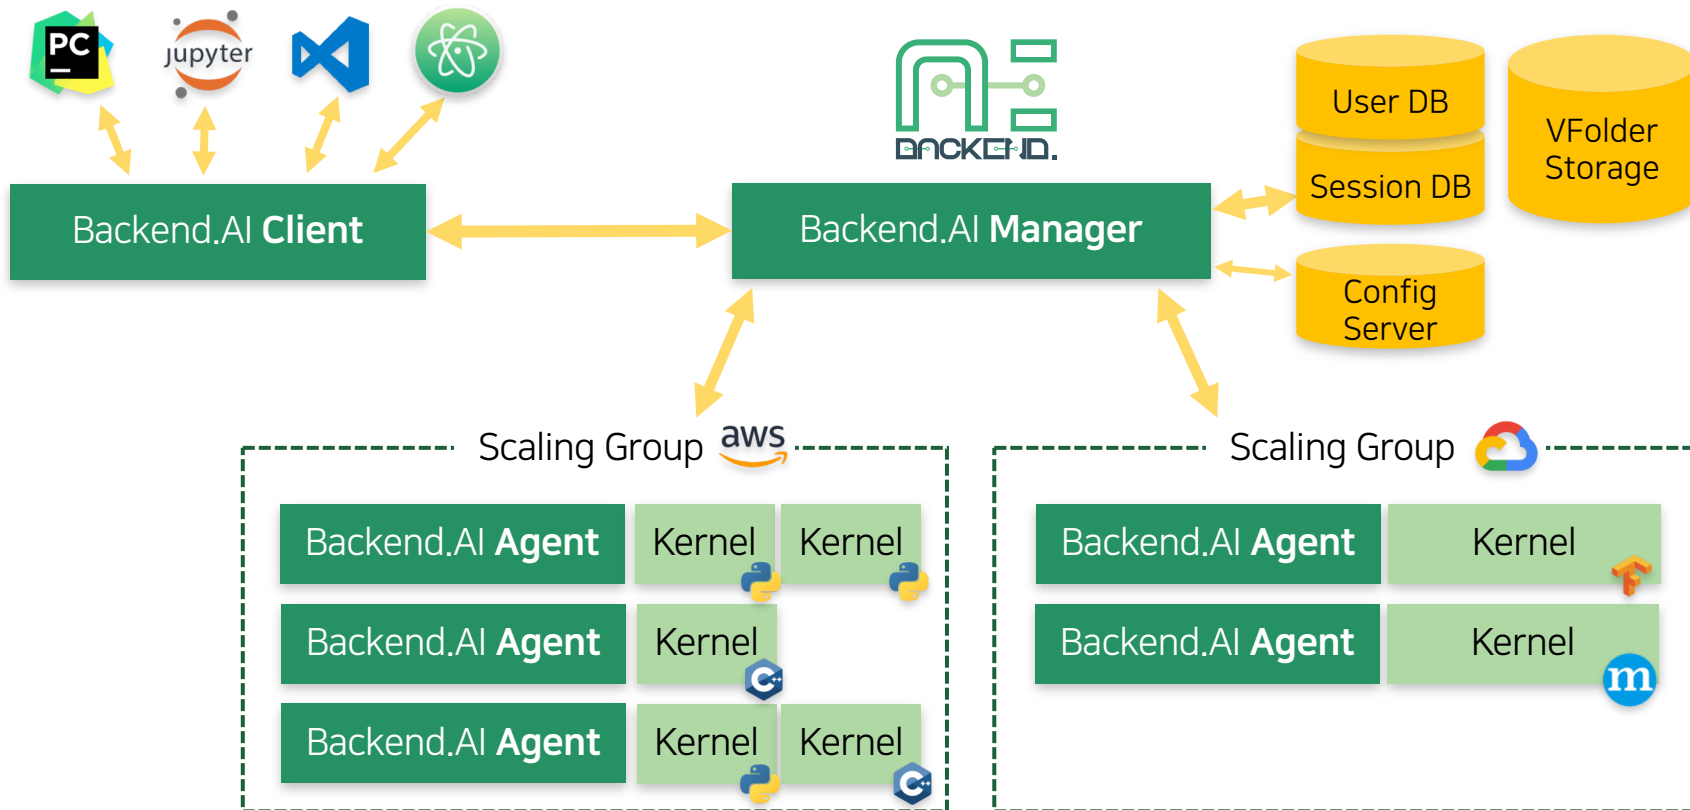 PC
jupyter
BACKEND.
User DB
Session DB
VFolder
Storage
Backend.AI Client
Backend.AI Manager
Config
Server
Scaling Group aws
Scaling Group
Backend.AI Agent Kernel Kernel
Backend.AI Agent Kernel
Backend.AI Agent Kernel
C++
Backend.AI Agent Kernel
m
Backend.AI Agent Kernel Kernel
C++